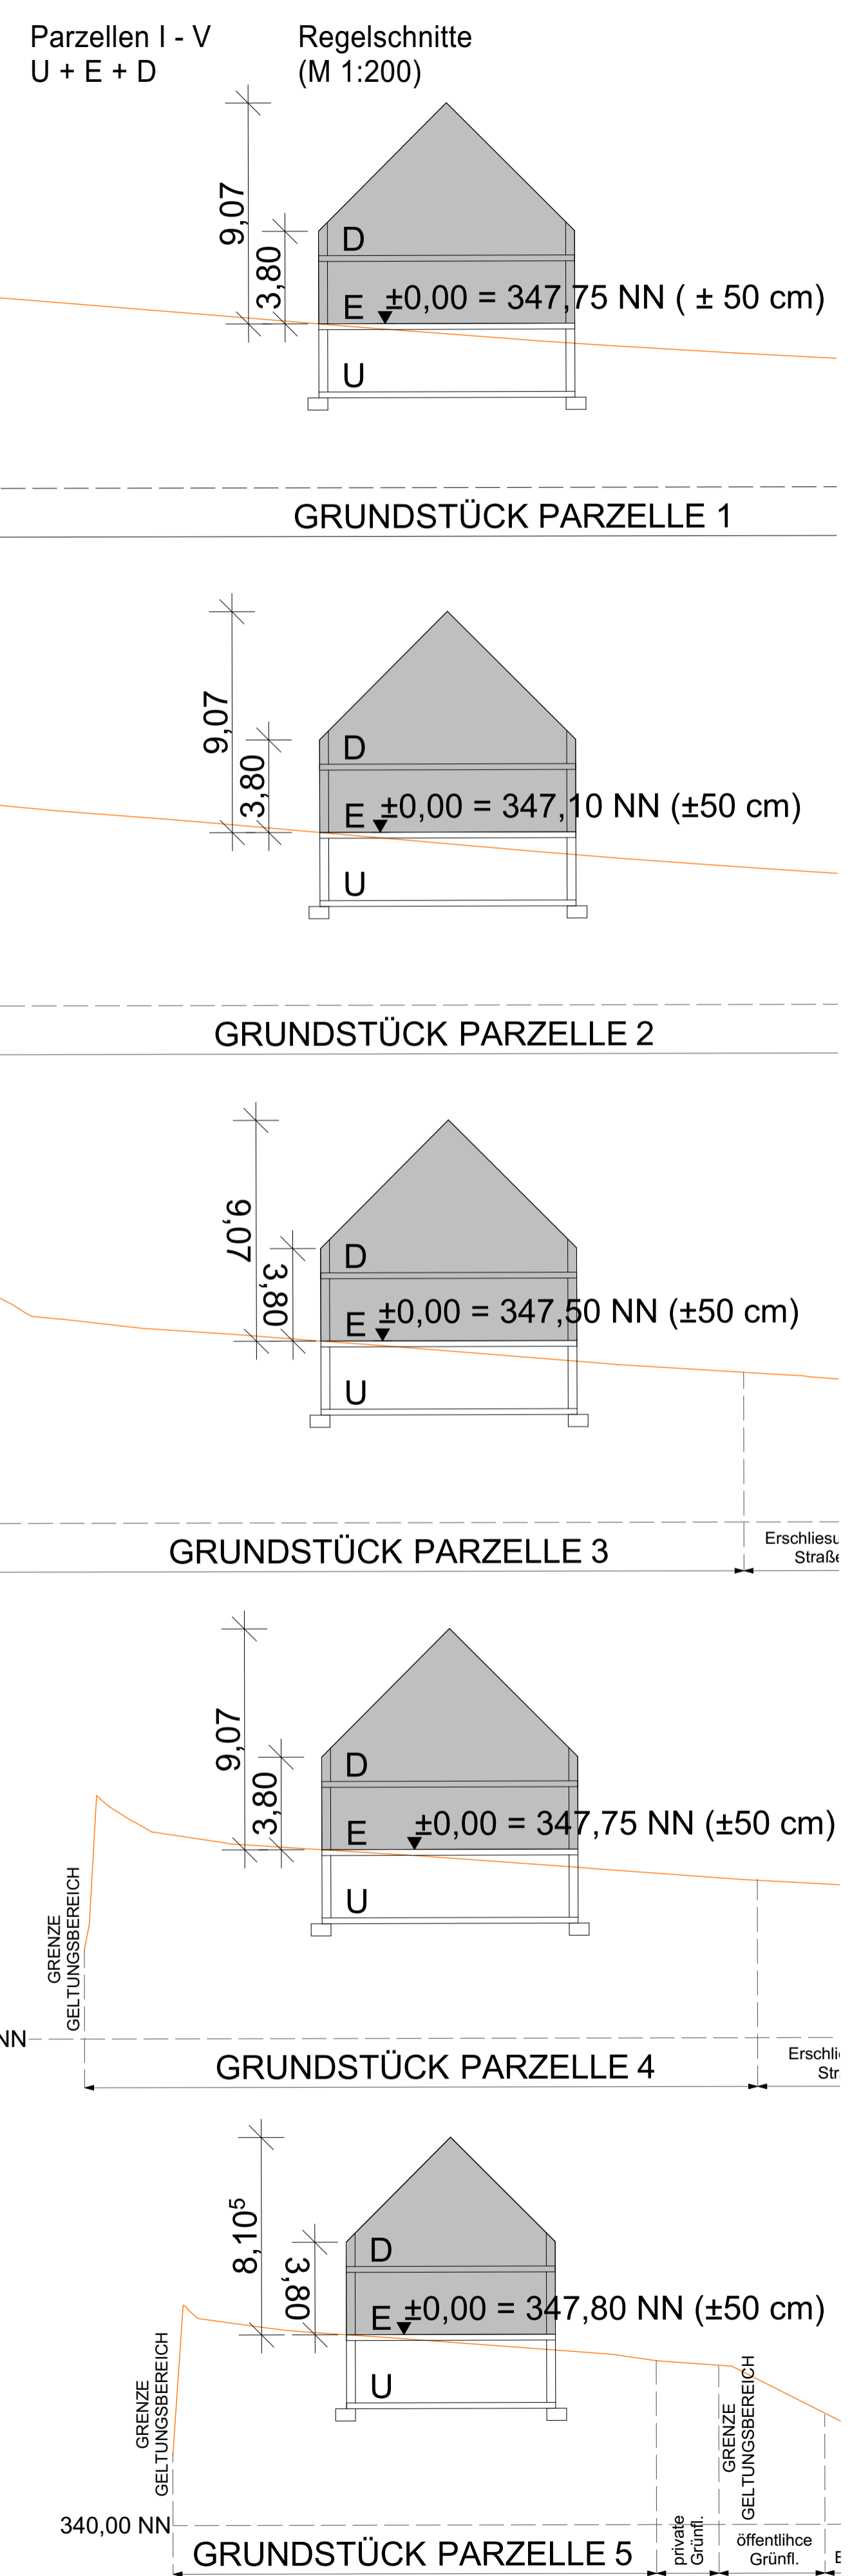 Parzellen I - V
U + E + D
Regelschnitte
(M 1:200)
9,07
3,80
D
E
±0,00 = 347,75 NN ( ± 50 cm)
U
GRUNDSTÜCK PARZELLE 1
9,07
3,80
D
E
±0,00 = 347,10 NN (±50 cm)
U
GRUNDSTÜCK PARZELLE 2
9,07
3,80
D
E
±0,00 = 347,50 NN (±50 cm)
U
GRUNDSTÜCK PARZELLE 3
Erschliesu
Straße
9,07
3,80
D
E
±0,00 = 347,75 NN (±50 cm)
U
GRENZE
GELTUNGSBEREICH
NN
GRUNDSTÜCK PARZELLE 4
Erschli
Str
8,10⁵
3,80
D
E
±0,00 = 347,80 NN (±50 cm)
U
GRENZE
GELTUNGSBEREICH
GRENZE
GELTUNGSBEREICH
340,00 NN
GRUNDSTÜCK PARZELLE 5
private
Grünfl.
öffentlihce
Grünfl.